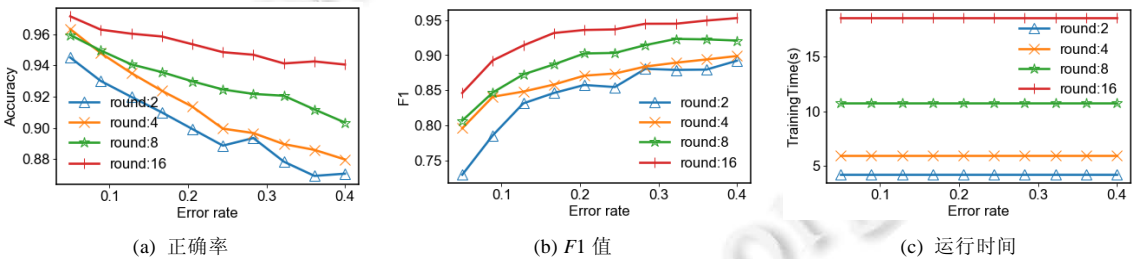 Accuracy
0.96
0.94
0.92
0.90
0.88
round:2
round:4
round:8
round:16
0.1
0.2
0.3
0.4
Error rate
(a) 正确率
F1
0.95
0.90
0.85
0.80
0.75
round:2
round:4
round:8
round:16
0.1
0.2
0.3
0.4
Error rate
(b) F1 值
TrainingTime(s)
15
10
5
round:2
round:4
round:8
round:16
0.1
0.2
0.3
0.4
Error rate
(c) 运行时间